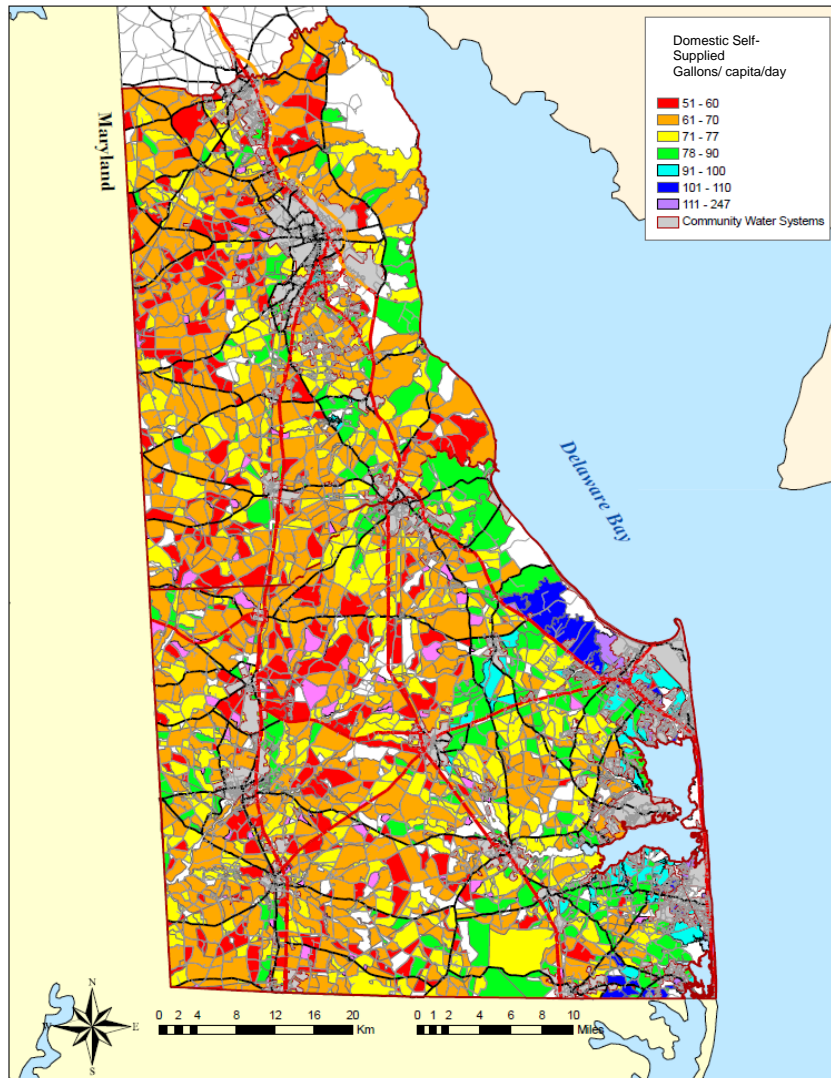 Domestic Self-
Supplied
Gallons/ capita/day
51 - 60
61 - 70
71 - 77
78 - 90
91 - 100
101 - 110
111 - 247
Community Water Systems
Maryland
Delaware Bay
N
W
E
S
0 2 4 8 12 16 20
Km
0 1 2 4 6 8 10
Miles